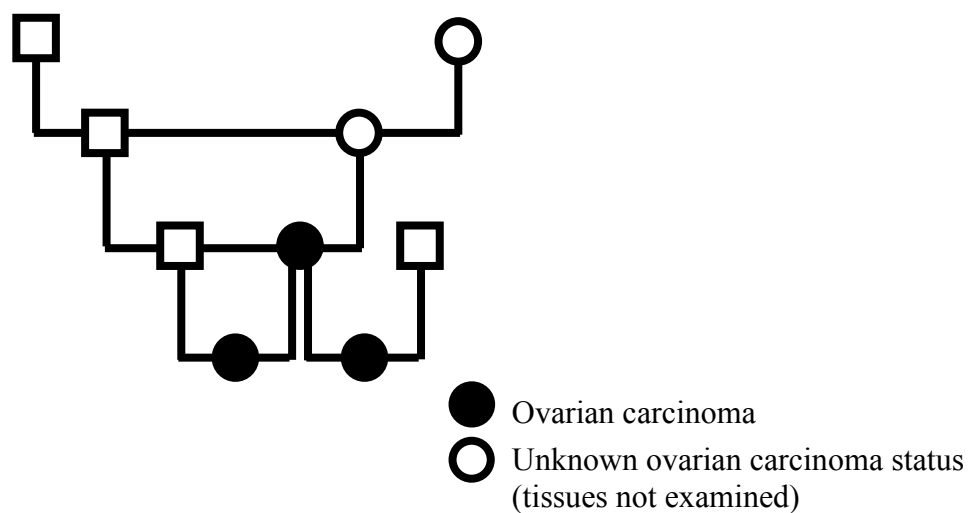 Ovarian carcinoma
Unknown ovarian carcinoma status
(tissues not examined)